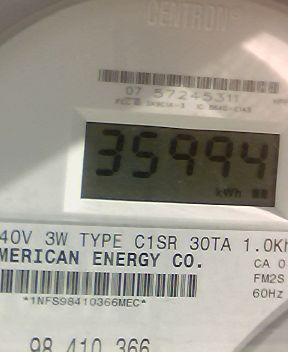 CENTRON®
07 57245311
35994
kWh
40V 3W TYPE C1SR 30TA 1.0Kh
MERICAN ENERGY CO.
CA 0
FM2S
60Hz
*1NFS98410366MEC*
98 410 366